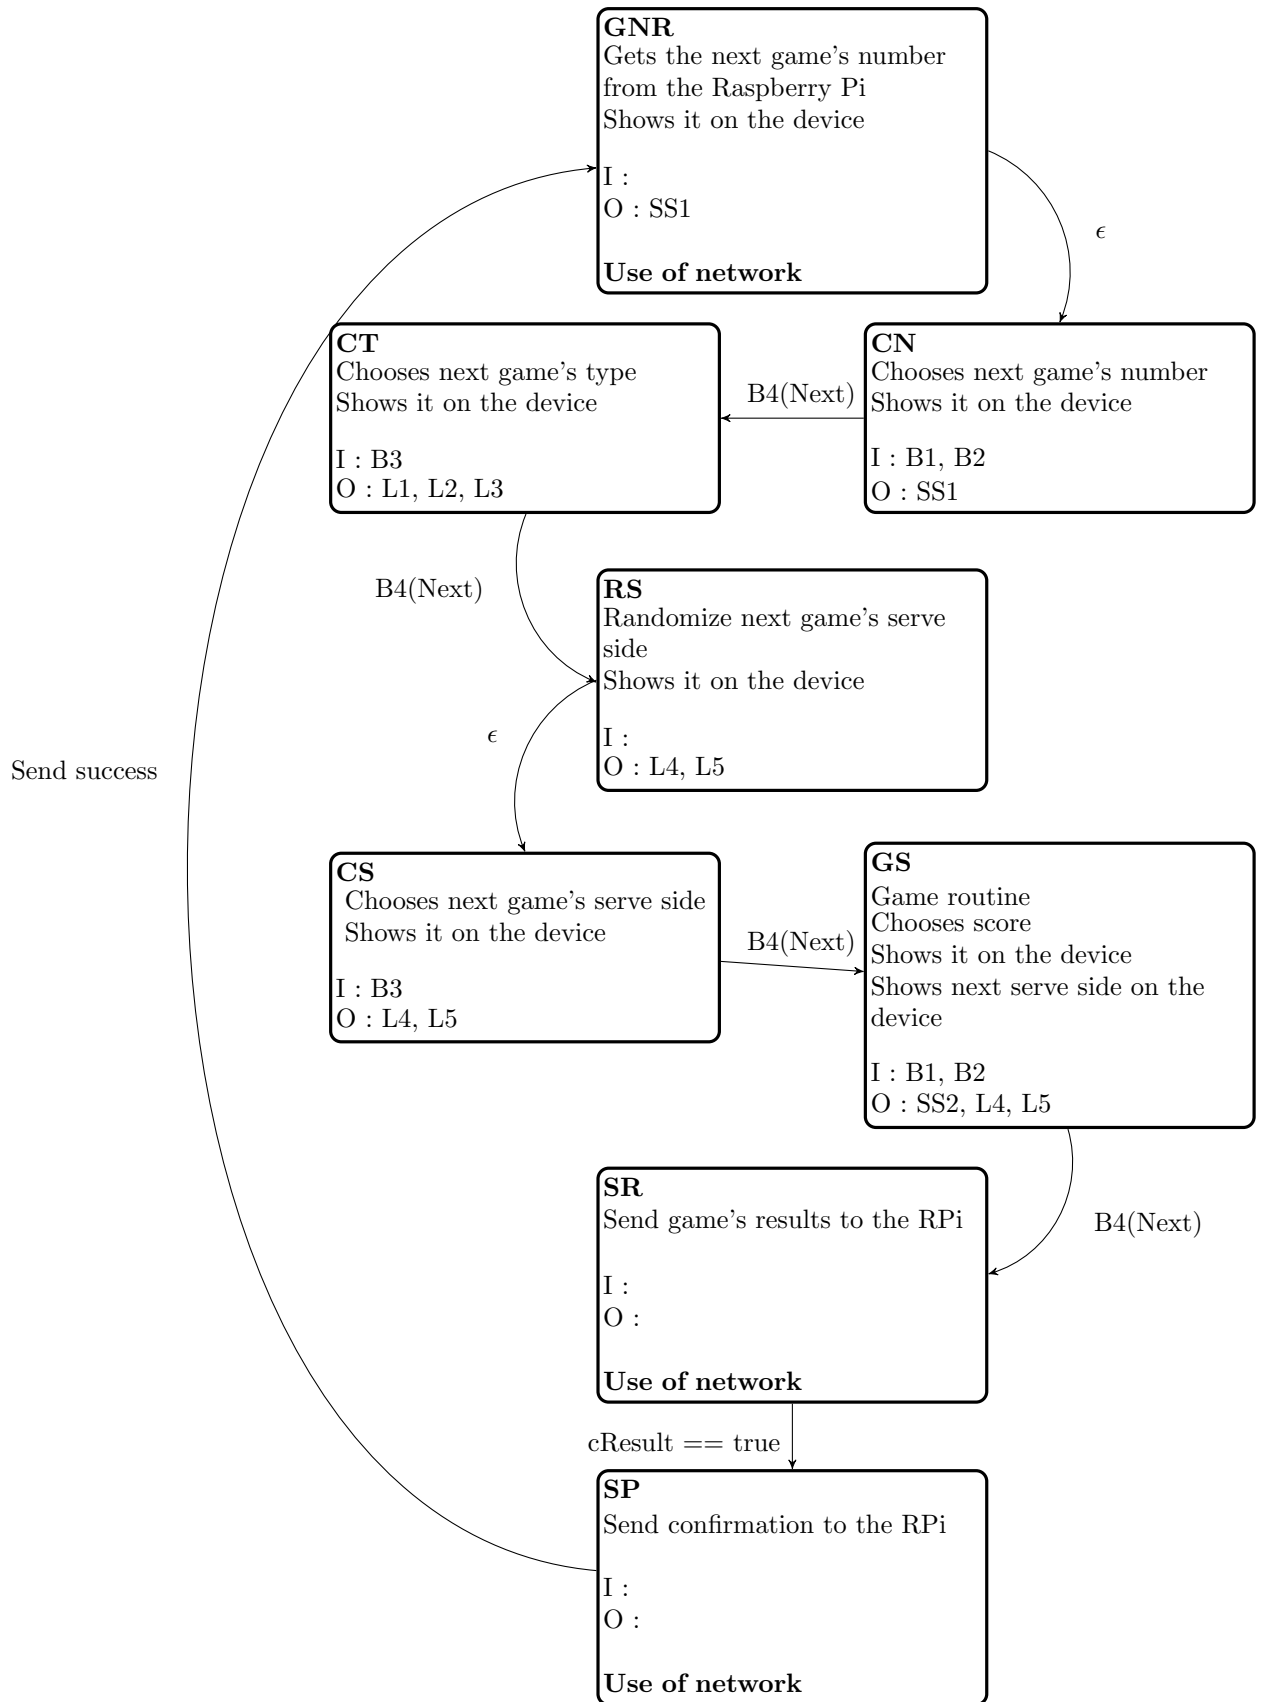 GNR
Gets the next game's number
from the Raspberry Pi
Shows it on the device
I :
O : SS1
Use of network
ϵ
CT
Chooses next game's type
Shows it on the device
I : B3
O : L1, L2, L3
B4(Next)
CN
Chooses next game's number
Shows it on the device
I : B1, B2
O : SS1
B4(Next)
RS
Randomize next game's serve
side
Shows it on the device
I :
O : L4, L5
ϵ
Send success
CS
Chooses next game's serve side
Shows it on the device
I : B3
O : L4, L5
B4(Next)
GS
Game routine
Chooses score
Shows it on the device
Shows next serve side on the
device
I : B1, B2
O : SS2, L4, L5
B4(Next)
SR
Send game's results to the RPi
I :
O :
Use of network
cResult == true
SP
Send confirmation to the RPi
I :
O :
Use of network